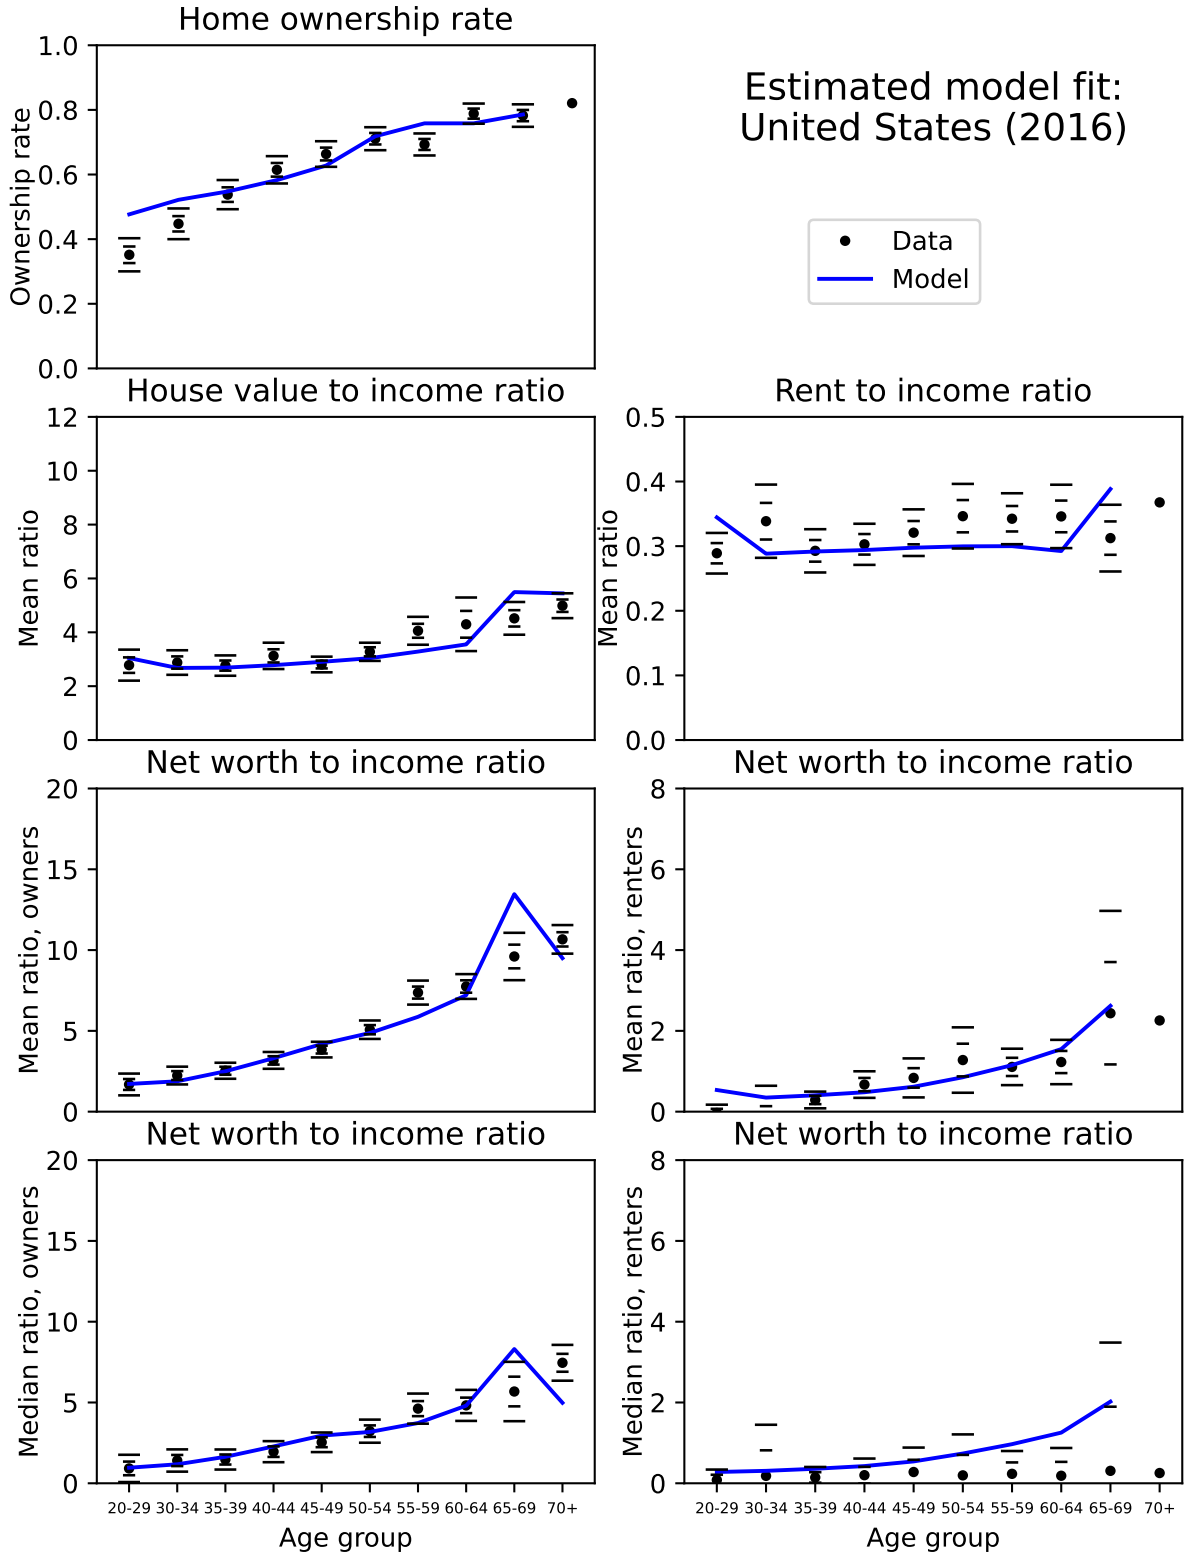 Home ownership rate
Ownership rate
1.0
0.8
0.6
0.4
0.2
0.0
Estimated model fit:
United States (2016)
Data
Model
House value to income ratio
Mean ratio
12
10
8
6
4
2
0
Rent to income ratio
Mean ratio
0.5
0.4
0.3
0.2
0.1
0.0
Net worth to income ratio
Mean ratio, owners
20
15
10
5
0
Net worth to income ratio
Mean ratio, renters
8
6
4
2
0
Net worth to income ratio
Median ratio, owners
20
15
10
5
0
20-29 30-34 35-39 40-44 45-49 50-54 55-59 60-64 65-69 70+
Age group
Net worth to income ratio
Median ratio, renters
8
6
4
2
0
20-29 30-34 35-39 40-44 45-49 50-54 55-59 60-64 65-69 70+
Age group